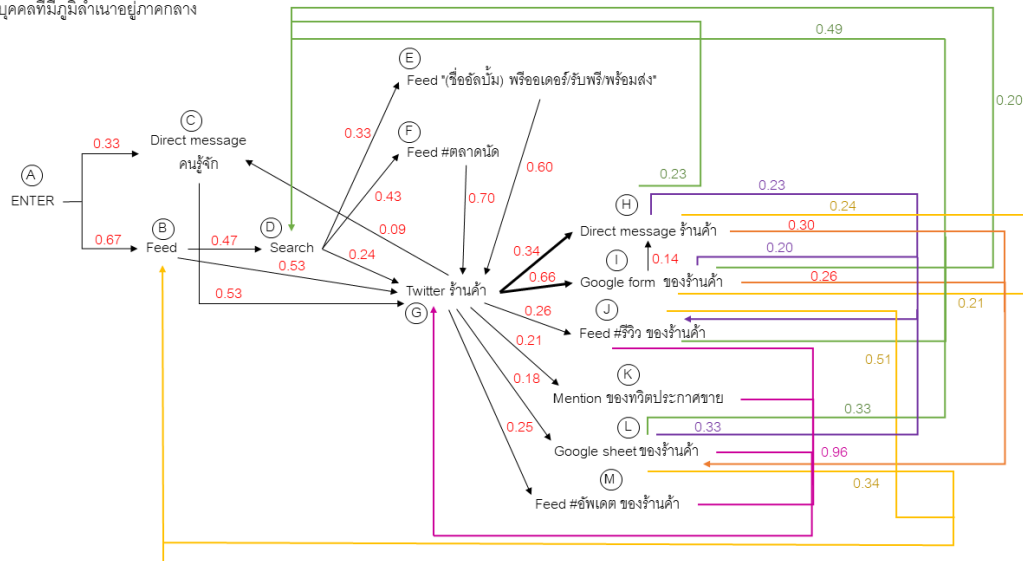 บุคคลที่มีภูมิลำเนาอยู่ภาคกลาง
0.49
E
Feed "(ชื่ออัลบั้ม) พรีออเดอร์/รับพรี/พร้อมส่ง"
0.20
C
Direct message
คนรู้จัก
0.33
0.33
F
Feed #ตลาดนัด
0.60
A
ENTER
0.43
0.70
0.23
0.23
H
0.24
B
Feed
0.67
0.47
D
Search
0.09
Direct message ร้านค้า
0.30
0.24
0.34
0.14
0.20
I
Google form ของร้านค้า
0.26
0.53
0.66
Twitter ร้านค้า
G
0.53
0.26
J
0.21
Feed #รีวิว ของร้านค้า
0.21
0.51
0.18
K
Mention ของทวิตประกาศขาย
0.33
0.25
L
0.33
Google sheet ของร้านค้า
0.96
M
0.34
Feed #อัพเดต ของร้านค้า